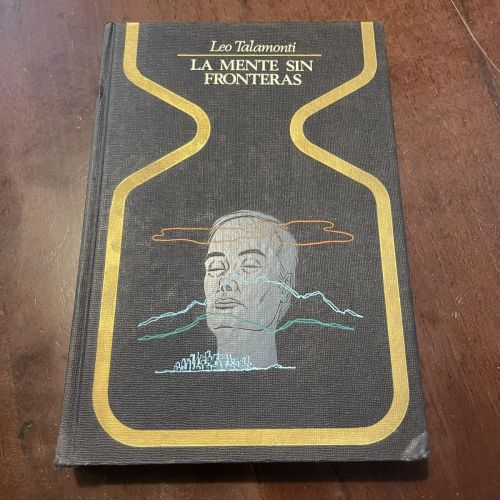 Leo Talamonti
LA MENTE SIN
FRONTERAS